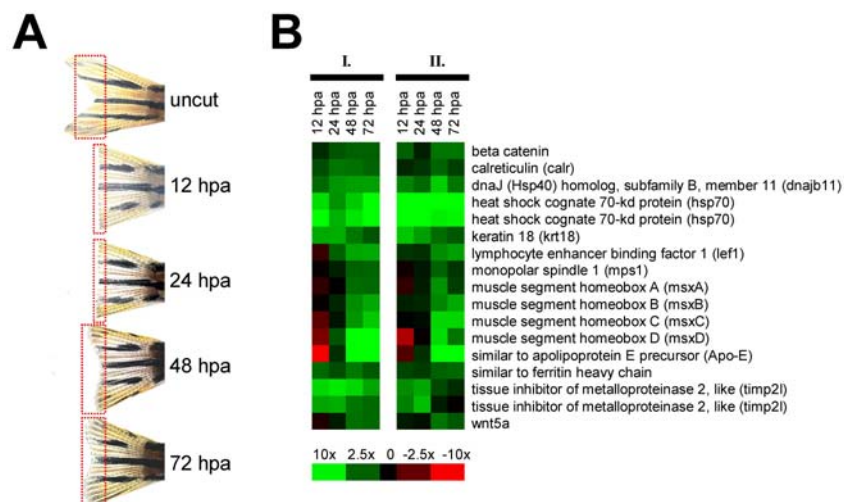 A
B
uncut
12 hpa
24 hpa
48 hpa
72 hpa
I.
II.
12 hpa
24 hpa
48 hpa
72 hpa
12 hpa
24 hpa
48 hpa
72 hpa
beta catenin
calreticulin (calr)
dnaJ (Hsp40) homolog, subfamily B, member 11 (dnajb11)
heat shock cognate 70-kd protein (hsp70)
heat shock cognate 70-kd protein (hsp70)
keratin 18 (krt18)
lymphocyte enhancer binding factor 1 (lef1)
monopolar spindle 1 (mps1)
muscle segment homeobox A (msxA)
muscle segment homeobox B (msxB)
muscle segment homeobox C (msxC)
muscle segment homeobox D (msxD)
similar to apolipoprotein E precursor (Apo-E)
similar to ferritin heavy chain
tissue inhibitor of metalloproteinase 2, like (timp2l)
tissue inhibitor of metalloproteinase 2, like (timp2l)
wnt5a
10x 2.5x 0 -2.5x -10x